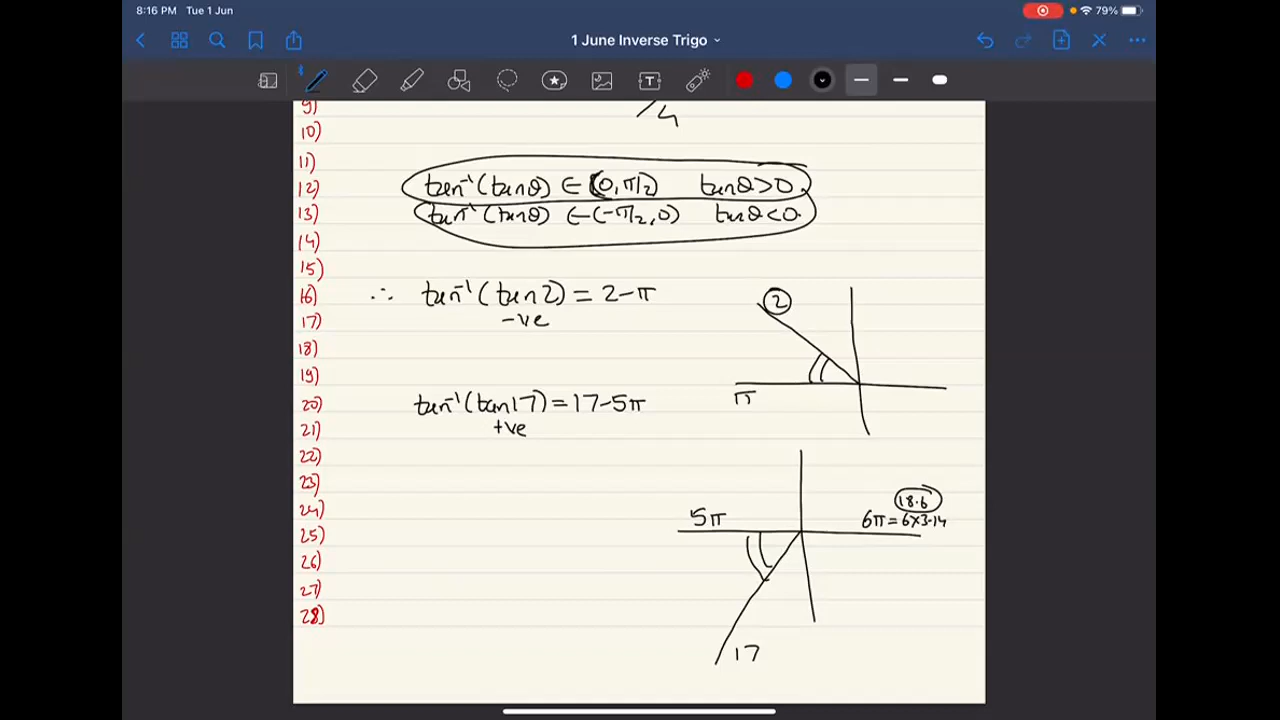 8:16 PM Tue 1 Jun
79%
1 June Inverse Trigo
T
9)
/4
10)
11)
12) tan⁻¹(tanθ) ∈ (0, π/2) tanθ>0.
13) tan⁻¹(tanθ) ∈ (-π/2, 0) tanθ<0.
14)
15)
16) ∴ tan⁻¹(tan2) = 2-π
②
17) -ve
18)
19)
π
20) tan⁻¹(tan17) = 17-5π
21) +ve
22)
23)
18.6
24) 5π
6π = 6×3.14
25)
26)
27)
28)
17